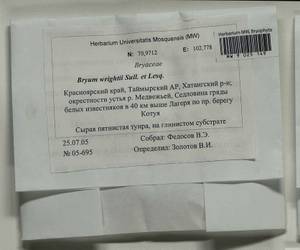 Herbarium Universitatis Mosquensis (MW)
N: 70,9712 E: 102,778
Herbarium MW, Bryophyta
Bryaceae
Bryum wrightii Sull. et Lesq.
Красноярский край, Таймырский АР, Хатангский р-н;
окрестности устья р. Медвежьей, Седловина гряды
белых известняков в 40 км выше Лагеря по пр. берегу
Котуя
Сырая пятнистая тундра, на глинистом субстрате
25.07.05 Собрал: Федосов В.Э.
№ 05-695 Определил: Золотов В.И.